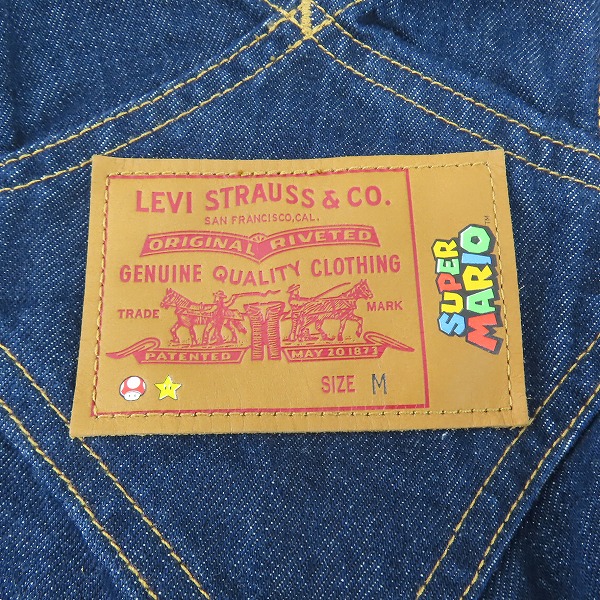 LEVI STRAUSS & CO.
SAN FRANCISCO, CAL.
ORIGINAL RIVETED
GENUINE QUALITY CLOTHING
TRADE MARK
PATENTED MAY 20 1873
SIZE M
SUPER
MARIO™